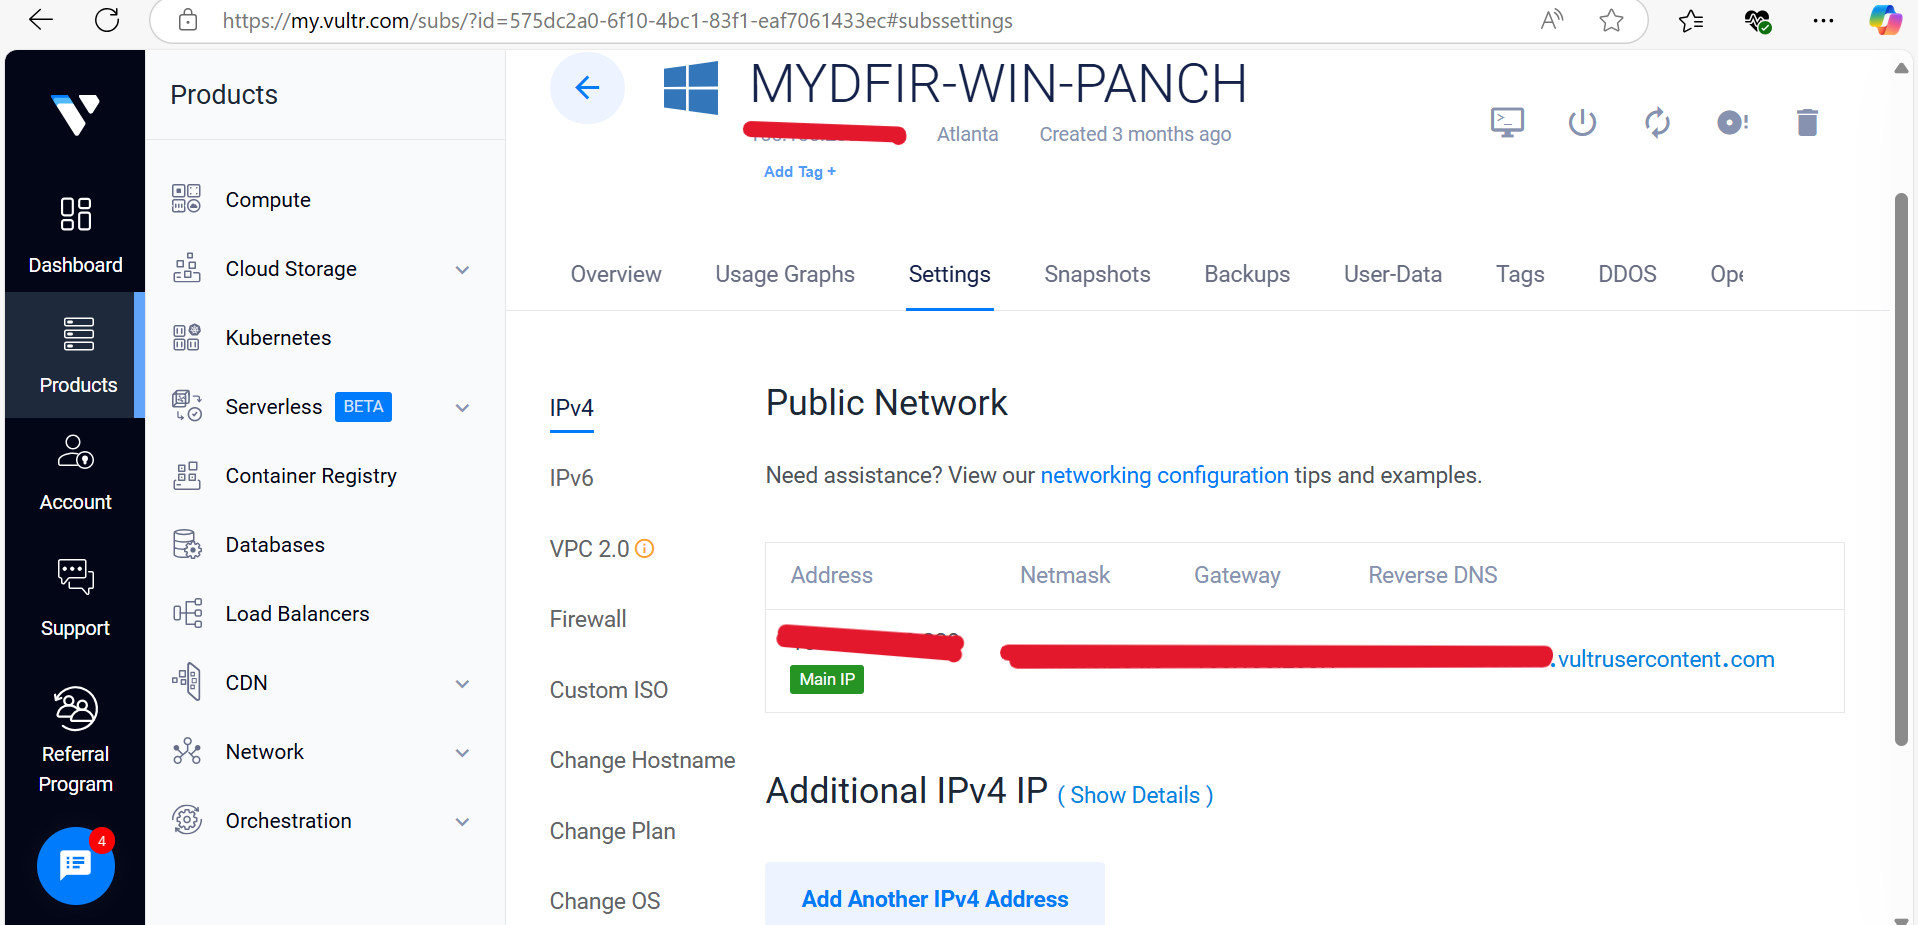 https://my.vultr.com/subs/?id=575dc2a0-6f10-4bc1-83f1-eaf7061433ec#subssettings
Dashboard
Products
Account
Support
Referral
Program
4
Products
Compute
Cloud Storage
Kubernetes
Serverless BETA
Container Registry
Databases
Load Balancers
CDN
Network
Orchestration
MYDFIR-WIN-PANCH
Atlanta Created 3 months ago
Add Tag +
Overview Usage Graphs Settings Snapshots Backups User-Data Tags DDOS Ope
IPv4
IPv6
VPC 2.0
Firewall
Custom ISO
Change Hostname
Change Plan
Change OS
Public Network
Need assistance? View our networking configuration tips and examples.
Address Netmask Gateway Reverse DNS
.vultrusercontent.com
Main IP
Additional IPv4 IP ( Show Details )
Add Another IPv4 Address